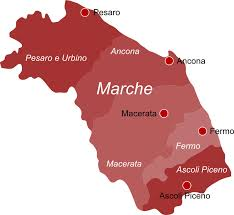 Pesaro
Ancona
Pesaro e Urbino
Ancona
Marche
Macerata
Fermo
Fermo
Macerata
Ascoli Piceno
Ascoli Piceno